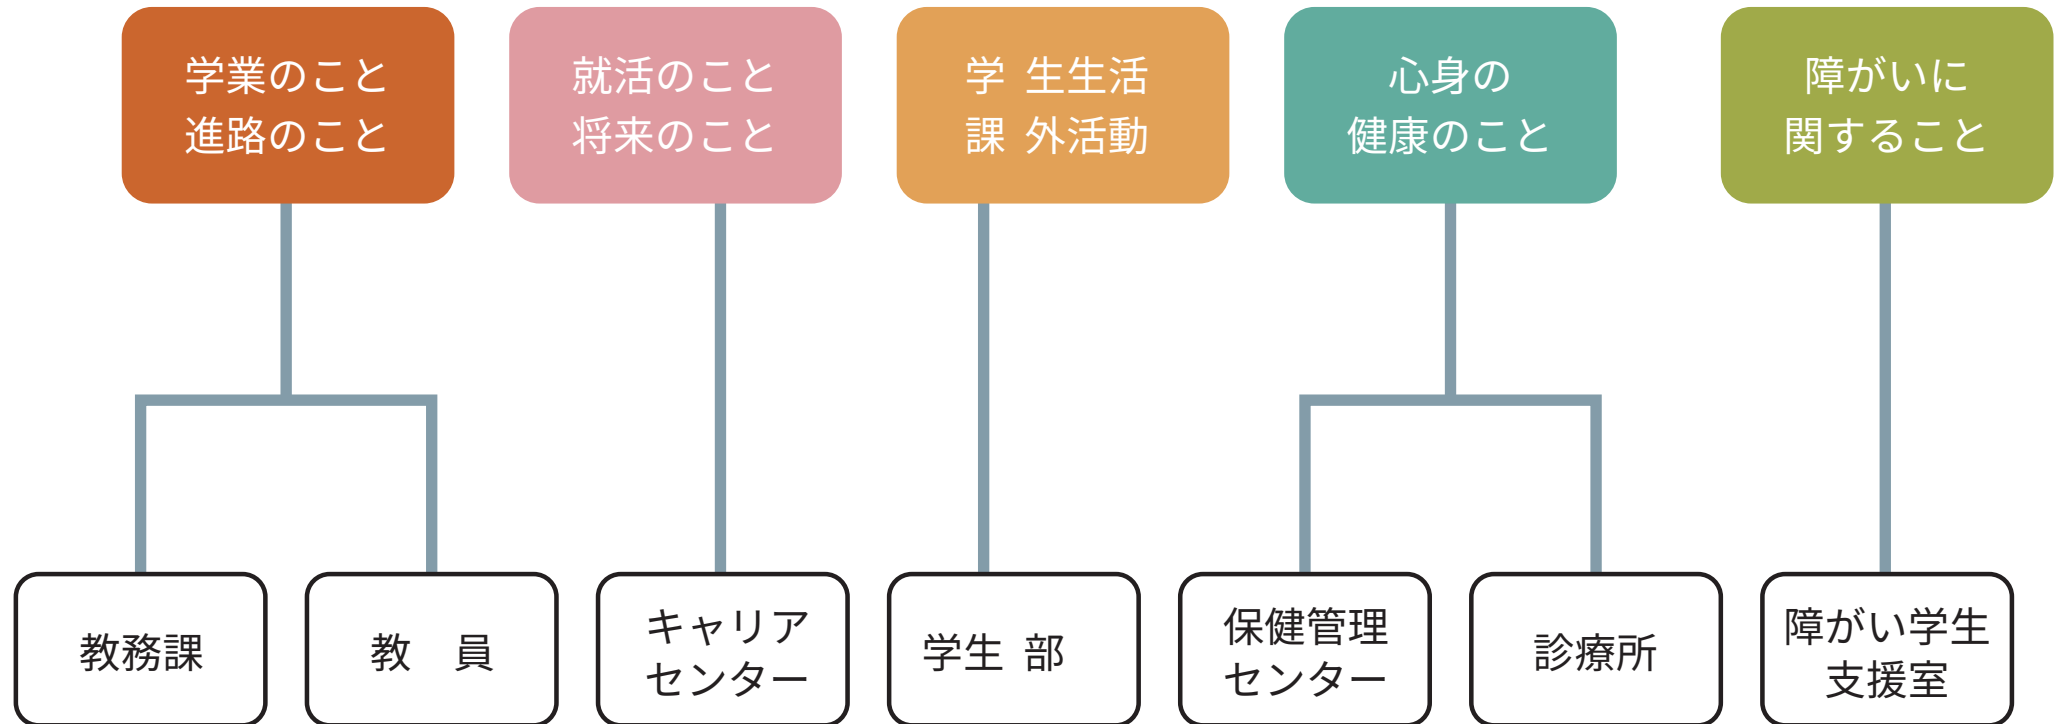 学業のこと
進路のこと
就活のこと
将来のこと
学 生生活
課 外活動
心身の
健康のこと
障がいに
関すること
教務課
教　員
キャリア
センター
学生 部
保健管理
センター
診療所
障がい学生
支援室